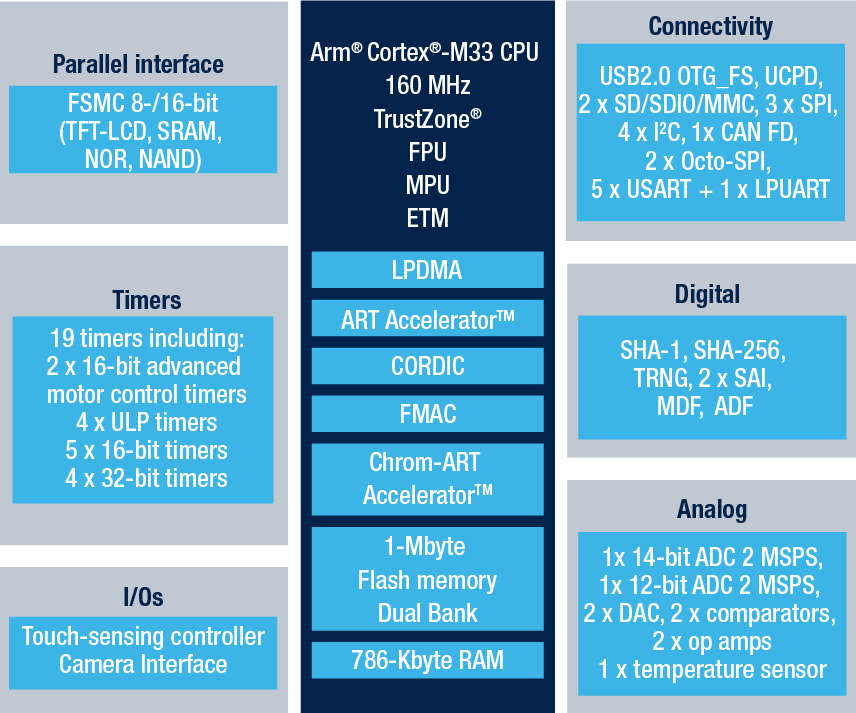 Parallel interface
FSMC 8-/16-bit
(TFT-LCD, SRAM,
NOR, NAND)
Timers
19 timers including:
2 x 16-bit advanced
motor control timers
4 x ULP timers
5 x 16-bit timers
4 x 32-bit timers
I/Os
Touch-sensing controller
Camera Interface
Arm® Cortex®-M33 CPU
160 MHz
TrustZone®
FPU
MPU
ETM
LPDMA
ART Accelerator™
CORDIC
FMAC
Chrom-ART
Accelerator™
1-Mbyte
Flash memory
Dual Bank
786-Kbyte RAM
Connectivity
USB2.0 OTG_FS, UCPD,
2 x SD/SDIO/MMC, 3 x SPI,
4 x I²C, 1x CAN FD,
2 x Octo-SPI,
5 x USART + 1 x LPUART
Digital
SHA-1, SHA-256,
TRNG, 2 x SAI,
MDF, ADF
Analog
1x 14-bit ADC 2 MSPS,
1x 12-bit ADC 2 MSPS,
2 x DAC, 2 x comparators,
2 x op amps
1 x temperature sensor